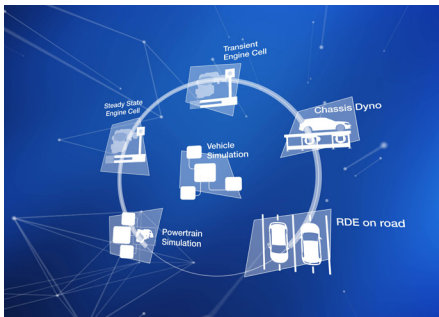 Transient
Engine Cell
Steady State
Engine Cell
Chassis Dyno
Vehicle
Simulation
RDE on road
Powertrain
Simulation